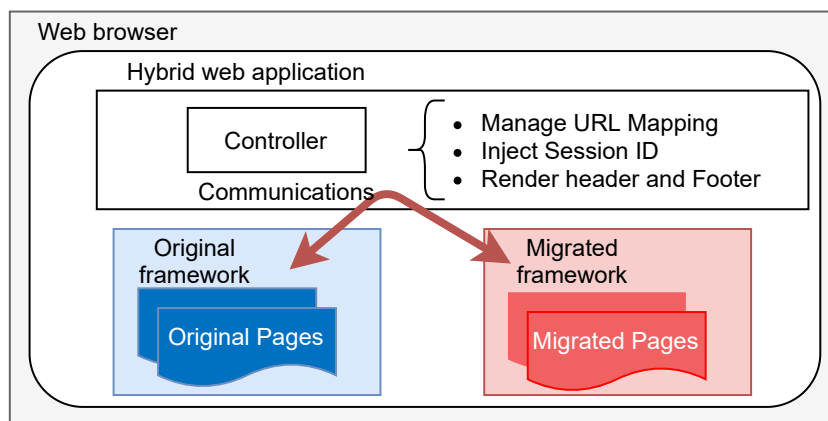 Web browser
Hybrid web application
Controller
• Manage URL Mapping
• Inject Session ID
• Render header and Footer
Communications
Original
framework
Original Pages
Migrated
framework
Migrated Pages